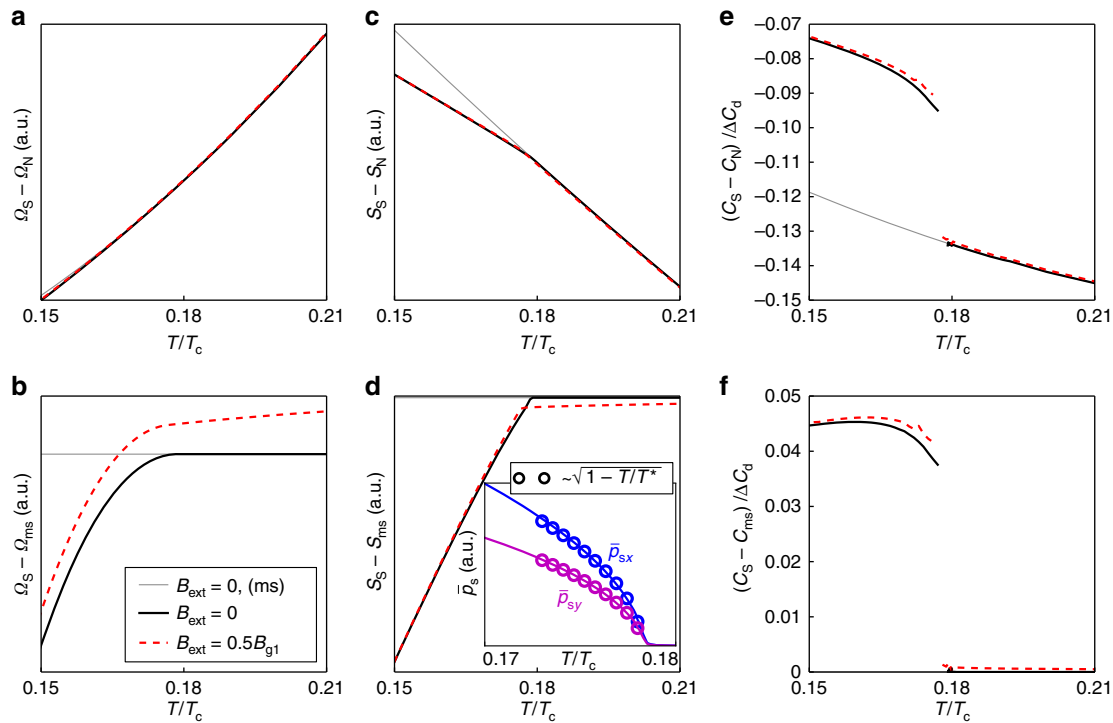 a
Ω_S − Ω_N (a.u.)
0.15 0.18 0.21
T/T_c
c
S_S − S_N (a.u.)
0.15 0.18 0.21
T/T_c
e
(C_S − C_N)/ΔC_d
−0.07
−0.08
−0.09
−0.10
−0.11
−0.12
−0.13
−0.14
−0.15
0.15 0.18 0.21
T/T_c
b
Ω_S − Ω_ms (a.u.)
B_ext = 0, (ms)
B_ext = 0
B_ext = 0.5B_g1
0.15 0.18 0.21
T/T_c
d
S_S − S_ms (a.u.)
~√1 − T/T*
p̄_s (a.u.)
p̄_sx
p̄_sy
0.17 T/T_c 0.18
0.15 0.18 0.21
T/T_c
f
(C_S − C_ms)/ΔC_d
0.05
0.04
0.03
0.02
0.01
0
0.15 0.18 0.21
T/T_c